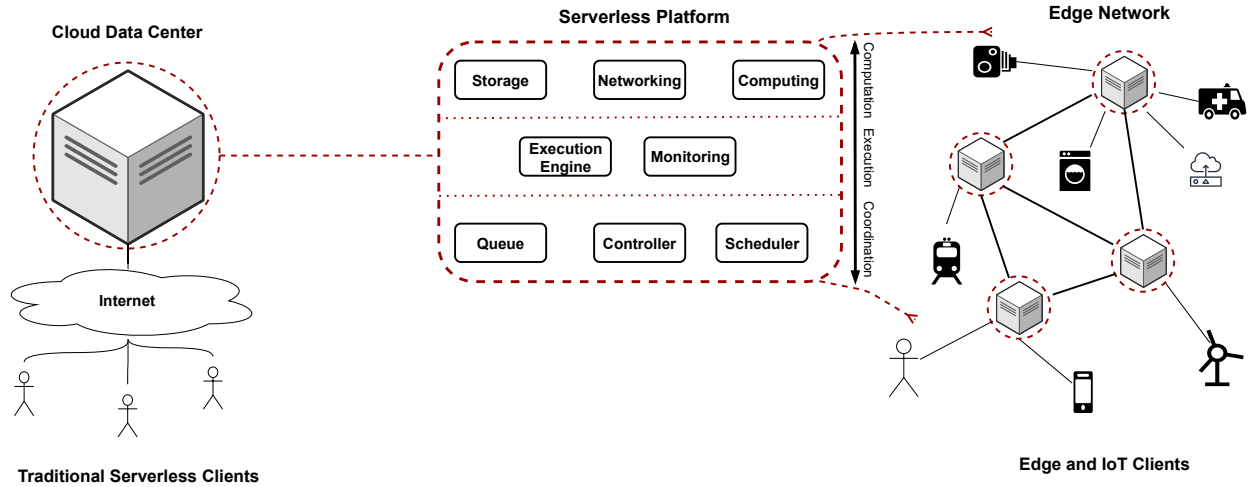 Cloud Data Center
Serverless Platform
Edge Network
Storage
Networking
Computing
Computation
Execution
Engine
Monitoring
Execution
Queue
Controller
Scheduler
Coordination
Internet
Traditional Serverless Clients
Edge and IoT Clients